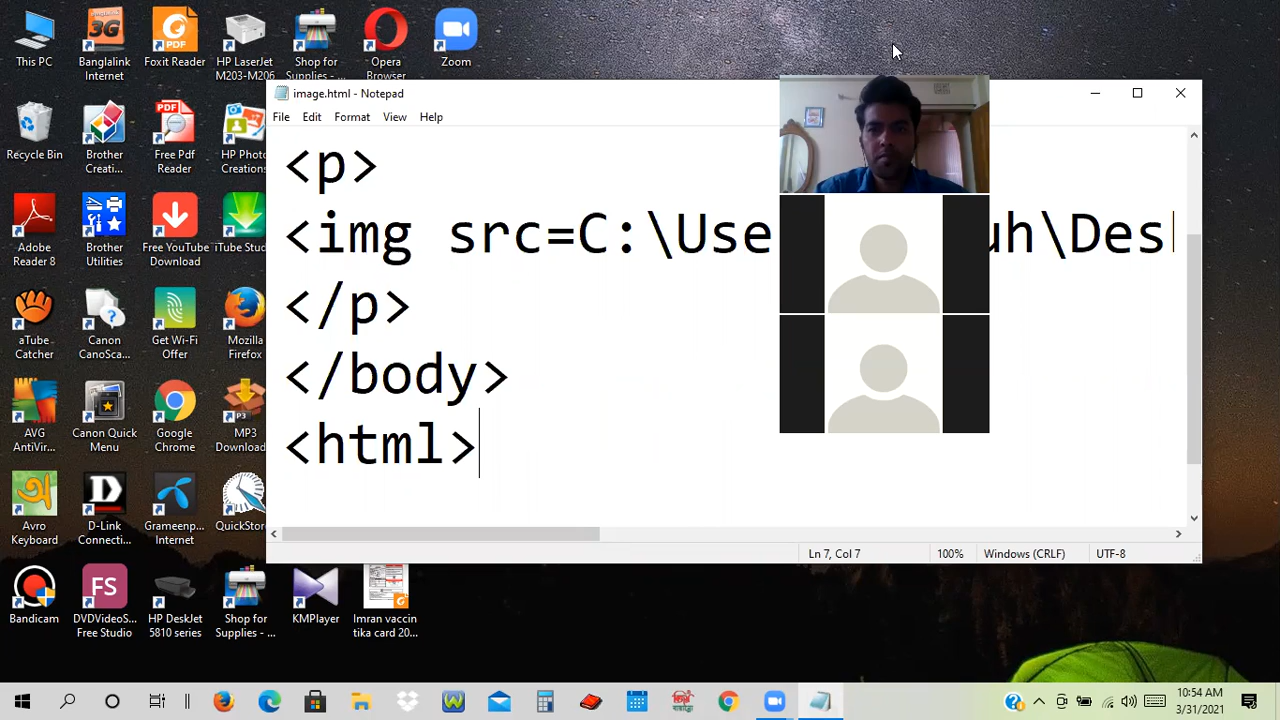 This PC
Banglalink Internet
Foxit Reader
HP LaserJet M203-M206
Shop for Supplies - ...
Opera Browser
Zoom
Recycle Bin
Brother Creati...
Free Pdf Reader
HP Photo Creations
Adobe Reader 8
Brother Utilities
Free YouTube Download
iTube Studi
aTube Catcher
Canon CanoSca...
Get Wi-Fi Offer
Mozilla Firefox
AVG AntiVir...
Canon Quick Menu
Google Chrome
MP3 Download
Avro Keyboard
D-Link Connecti...
Grameenp... Internet
QuickStore
Bandicam
DVDVideoS... Free Studio
HP DeskJet 5810 series
Shop for Supplies - ...
KMPlayer
Imran vaccin tika card 20...
image.html - Notepad
File Edit Format View Help
<p>
<img src=C:\Use uh\Des
</p>
</body>
<html>
Ln 7, Col 7 100% Windows (CRLF) UTF-8
10:54 AM
3/31/2021